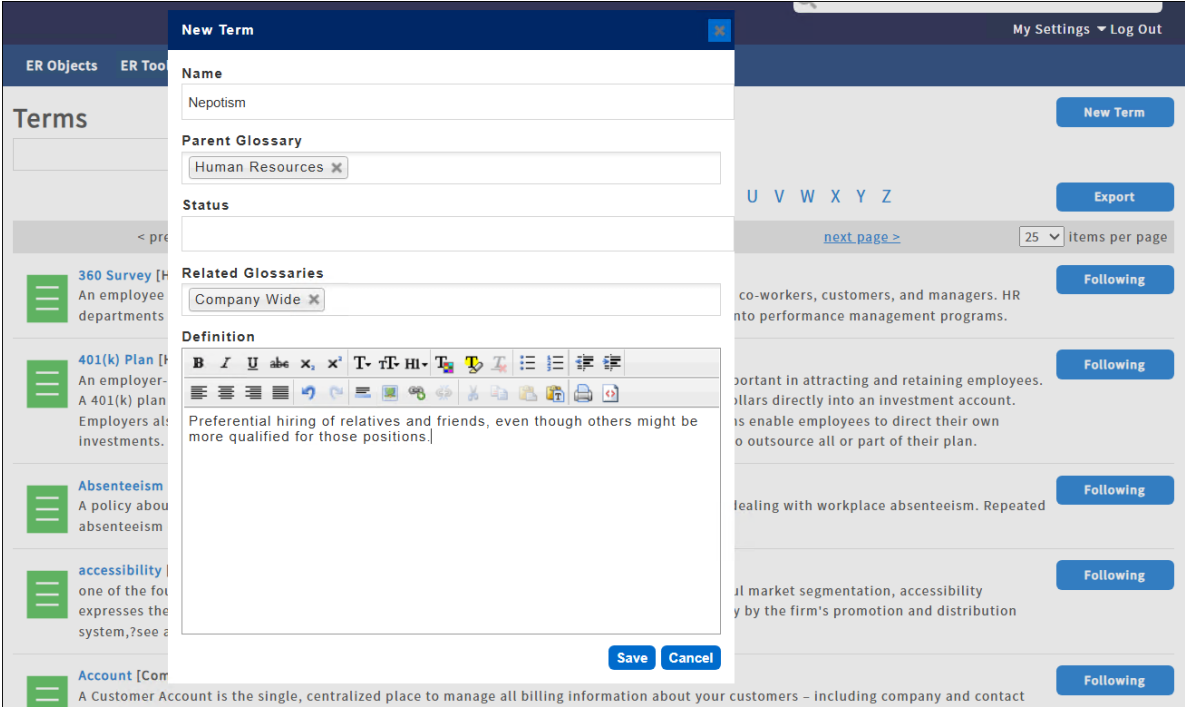 New Term
My Settings Log Out
ER Objects ER Tool
Name
Nepotism
Terms
New Term
Parent Glossary
Human Resources
Status
U V W X Y Z
Export
< pre
next page >
25 items per page
Related Glossaries
Company Wide
360 Survey [H
An employee
co-workers, customers, and managers. HR
departments
nto performance management programs.
Following
Definition
B I U abc x, x² T TT H1 T T T
401(k) Plan [H
An employer-
portant in attracting and retaining employees.
A 401(k) plan
ollars directly into an investment account.
Employers als
ns enable employees to direct their own
investments.
o outsource all or part of their plan.
Following
Preferential hiring of relatives and friends, even though others might be
more qualified for those positions.
Absenteeism
A policy abou
dealing with workplace absenteeism. Repeated
absenteeism
Following
accessibility [
one of the fou
ul market segmentation, accessibility
expresses the
y by the firm's promotion and distribution
system,?see a
Following
Save Cancel
Account [Com
A Customer Account is the single, centralized place to manage all billing information about your customers – including company and contact
Following